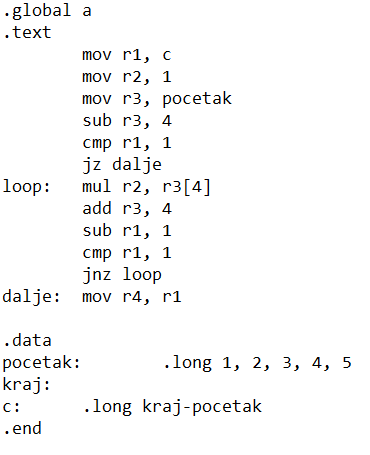 .global a
.text
        mov r1, c
        mov r2, 1
        mov r3, pocetak
        sub r3, 4
        cmp r1, 1
        jz dalje
loop:   mul r2, r3[4]
        add r3, 4
        sub r1, 1
        cmp r1, 1
        jnz loop
dalje:  mov r4, r1

.data
pocetak:        .long 1, 2, 3, 4, 5
kraj:
c:      .long kraj-pocetak
.end